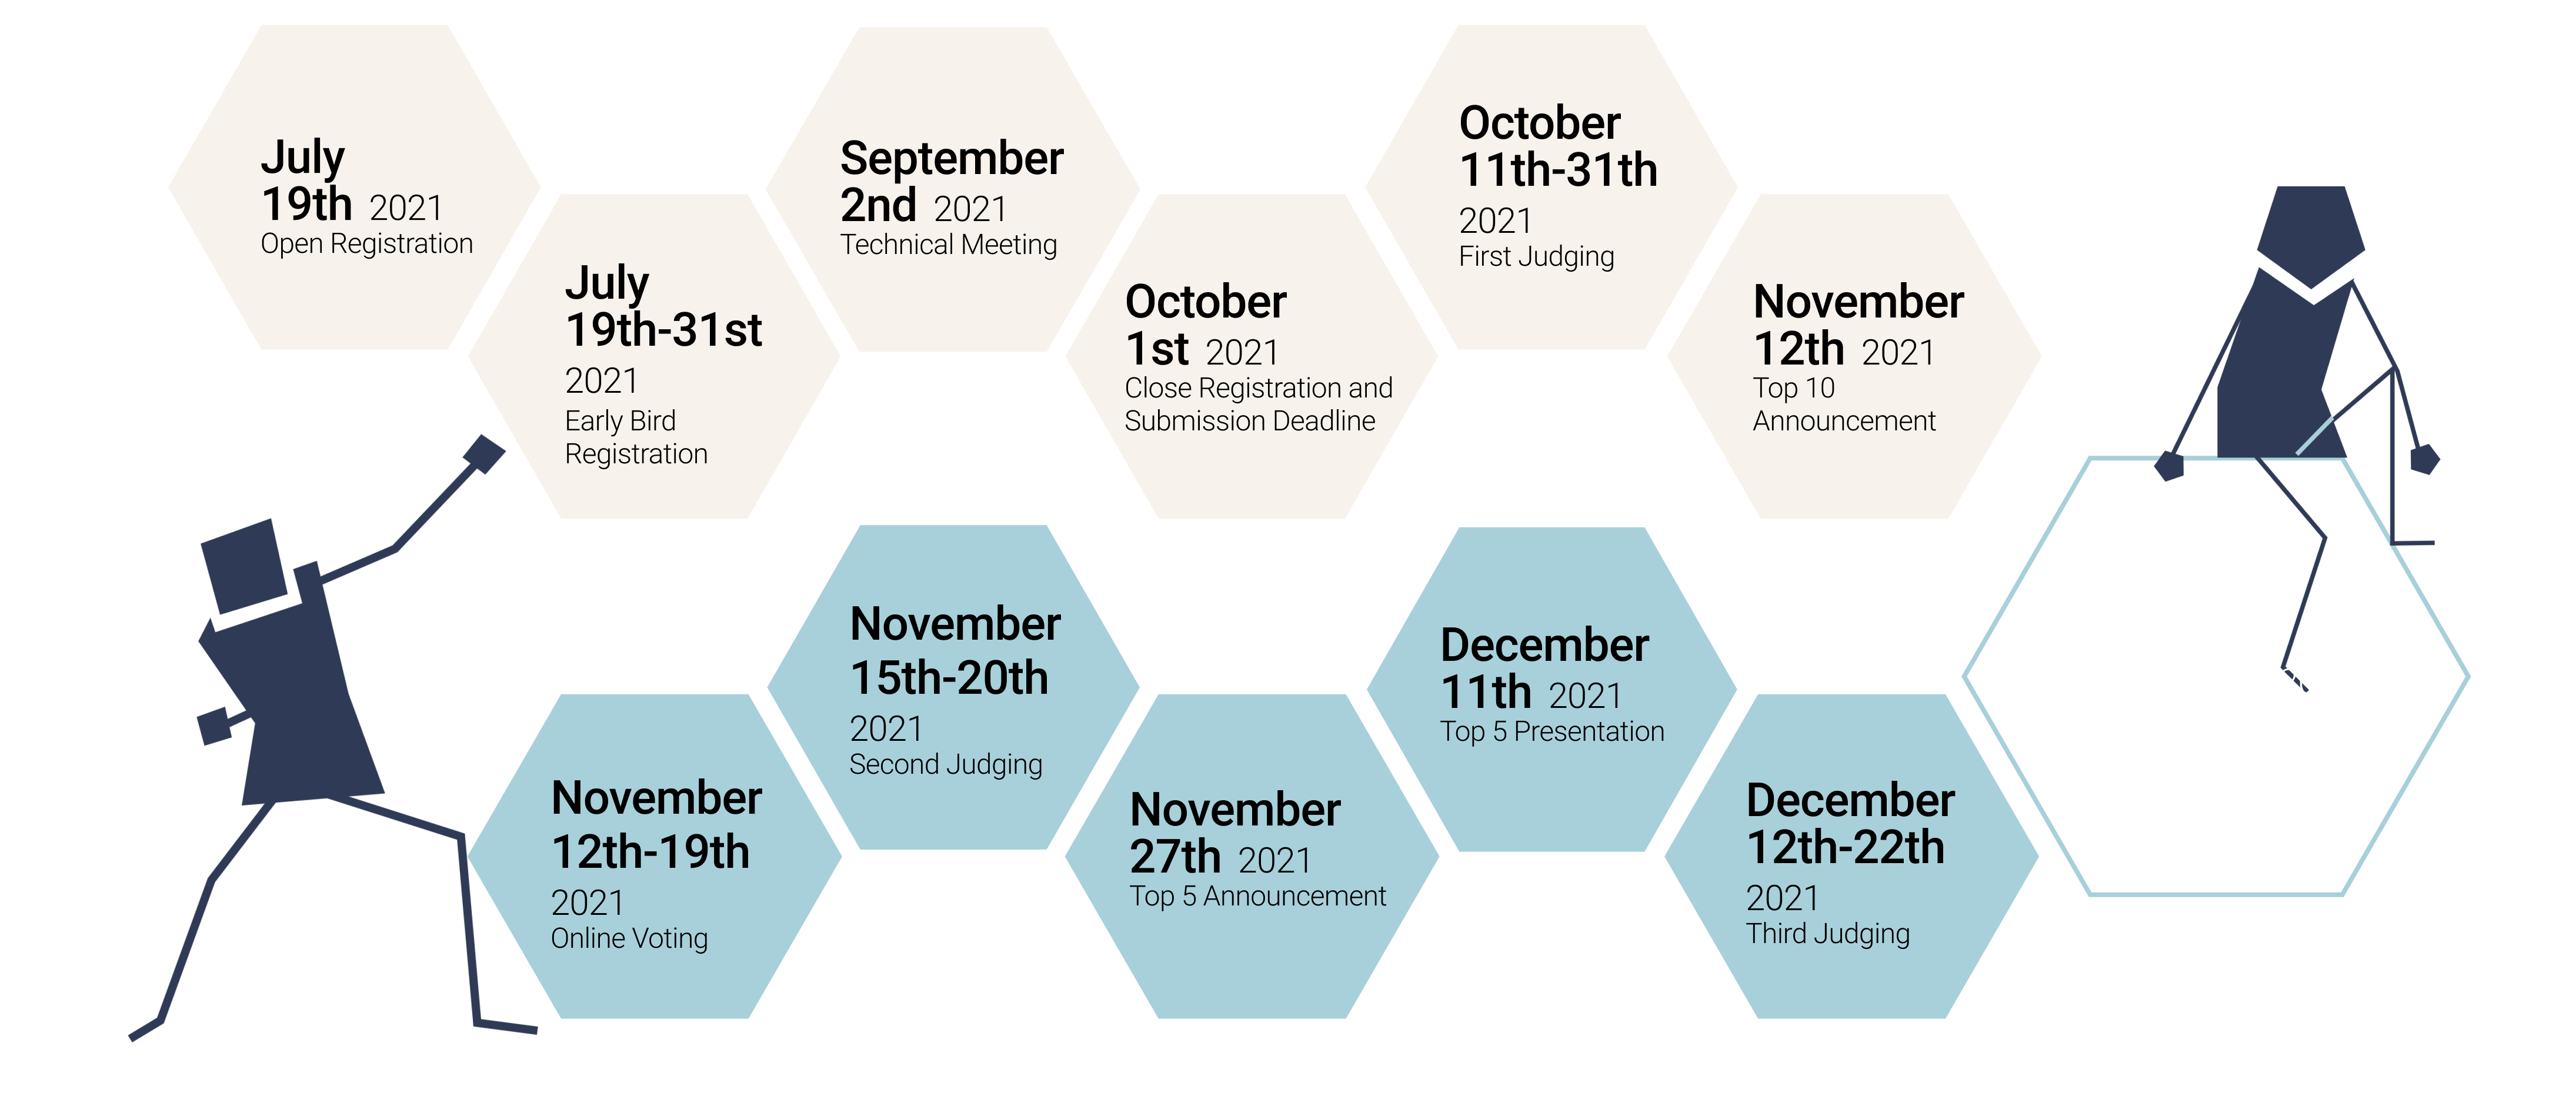 July
19th 2021
Open Registration
July
19th-31st
2021
Early Bird
Registration
September
2nd 2021
Technical Meeting
October
1st 2021
Close Registration and
Submission Deadline
October
11th-31th
2021
First Judging
November
12th 2021
Top 10
Announcement
November
12th-19th
2021
Online Voting
November
15th-20th
2021
Second Judging
November
27th 2021
Top 5 Announcement
December
11th 2021
Top 5 Presentation
December
12th-22th
2021
Third Judging